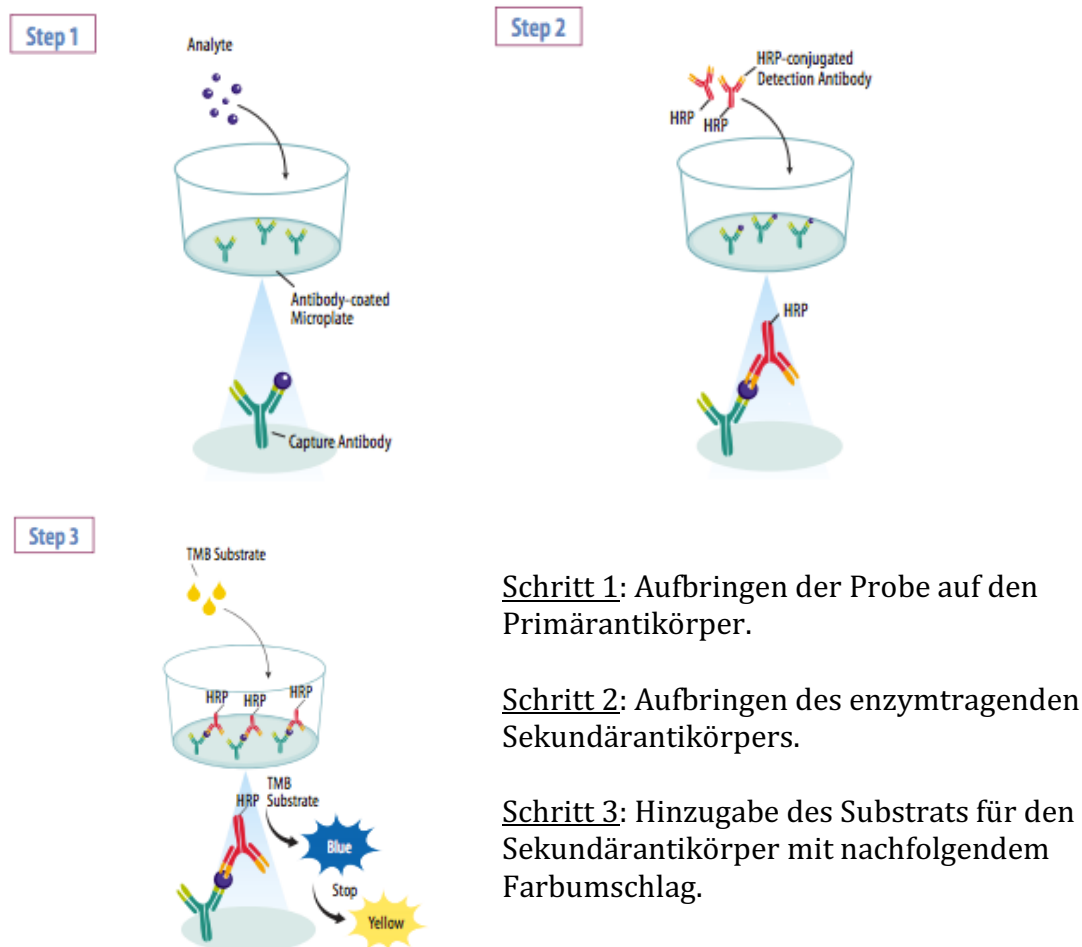 Step 1
Analyte
Antibody-coated
Microplate
Capture Antibody
Step 2
HRP-conjugated
Detection Antibody
HRP
HRP
HRP
Step 3
TMB Substrate
HRP
HRP
HRP
TMB
Substrate
HRP
Blue
Stop
Yellow
Schritt 1: Aufbringen der Probe auf den
Primärantikörper.
Schritt 2: Aufbringen des enzymtragenden
Sekundärantikörpers.
Schritt 3: Hinzugabe des Substrats für den
Sekundärantikörper mit nachfolgendem
Farbumschlag.